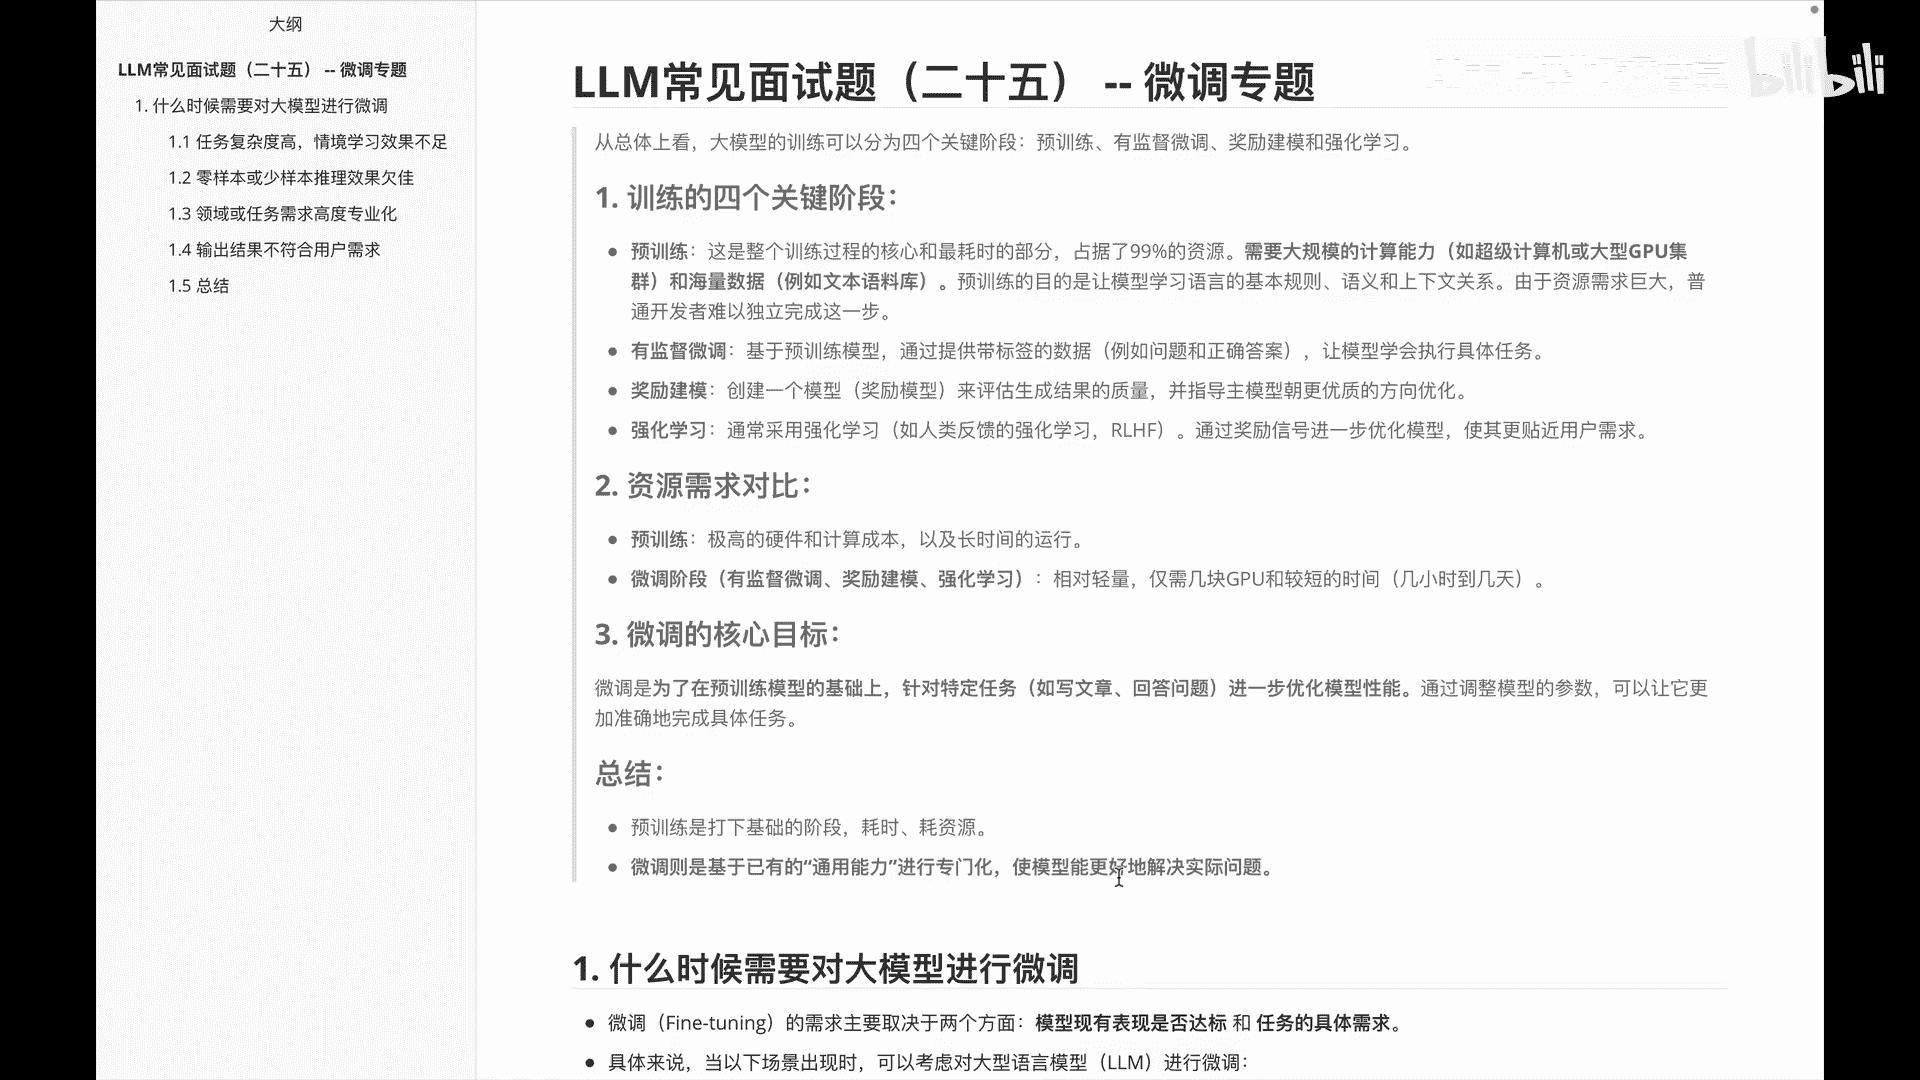 大纲
LLM常见面试题（二十五） -- 微调专题
1. 什么时候需要对大模型进行微调
1.1 任务复杂度高，情境学习效果不足
1.2 零样本或少样本推理效果欠佳
1.3 领域或任务需求高度专业化
1.4 输出结果不符合用户需求
1.5 总结
LLM常见面试题（二十五） -- 微调专题
bilibili
从总体上看，大模型的训练可以分为四个关键阶段：预训练、有监督微调、奖励建模和强化学习。
1. 训练的四个关键阶段：
● 预训练：这是整个训练过程的核心和最耗时的部分，占据了99%的资源。需要大规模的计算能力（如超级计算机或大型GPU集
群）和海量数据（例如文本语料库）。预训练的目的是让模型学习语言的基本规则、语义和上下文关系。由于资源需求巨大，普
通开发者难以独立完成这一步。
● 有监督微调：基于预训练模型，通过提供带标签的数据（例如问题和正确答案），让模型学会执行具体任务。
● 奖励建模：创建一个模型（奖励模型）来评估生成结果的质量，并指导主模型朝更优质的方向优化。
● 强化学习：通常采用强化学习（如人类反馈的强化学习，RLHF）。通过奖励信号进一步优化模型，使其更贴近用户需求。
2. 资源需求对比：
● 预训练：极高的硬件和计算成本，以及长时间的运行。
● 微调阶段（有监督微调、奖励建模、强化学习）：相对轻量，仅需几块GPU和较短的时间（几小时到几天）。
3. 微调的核心目标：
微调是为了在预训练模型的基础上，针对特定任务（如写文章、回答问题）进一步优化模型性能。通过调整模型的参数，可以让它更
加准确地完成具体任务。
总结：
● 预训练是打下基础的阶段，耗时、耗资源。
● 微调则是基于已有的“通用能力”进行专门化，使模型能更好地解决实际问题。
1. 什么时候需要对大模型进行微调
● 微调（Fine-tuning）的需求主要取决于两个方面：模型现有表现是否达标 和 任务的具体需求。
● 具体来说，当以下场景出现时，可以考虑对大型语言模型（LLM）进行微调：